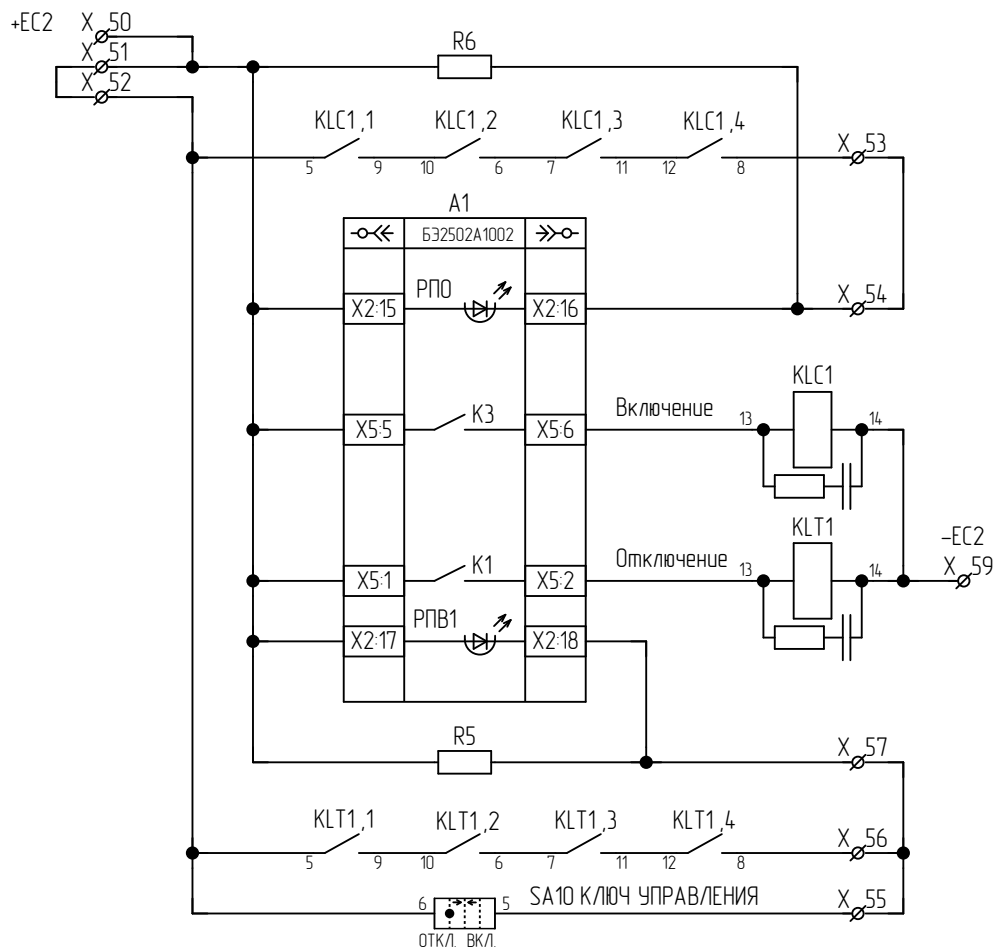 +ЕС2 X 50
X 51
X 52
R6
KLC1,1 KLC1,2 KLC1,3 KLC1,4 X 53
5 9 10 6 7 11 12 8
A1
БЭ2502А1002
РПО X 54
X2:15 X2:16
KLC1
K3 Включение 13 14
X5:5 X5:6
KLT1 -ЕС2
K1 Отключение 13 14 X 59
X5:1 X5:2
РПВ1
X2:17 X2:18
R5 X 57
KLT1,1 KLT1,2 KLT1,3 KLT1,4 X 56
5 9 10 6 7 11 12 8
6 5 SA10 КЛЮЧ УПРАВЛЕНИЯ X 55
ОТКЛ. ВКЛ.